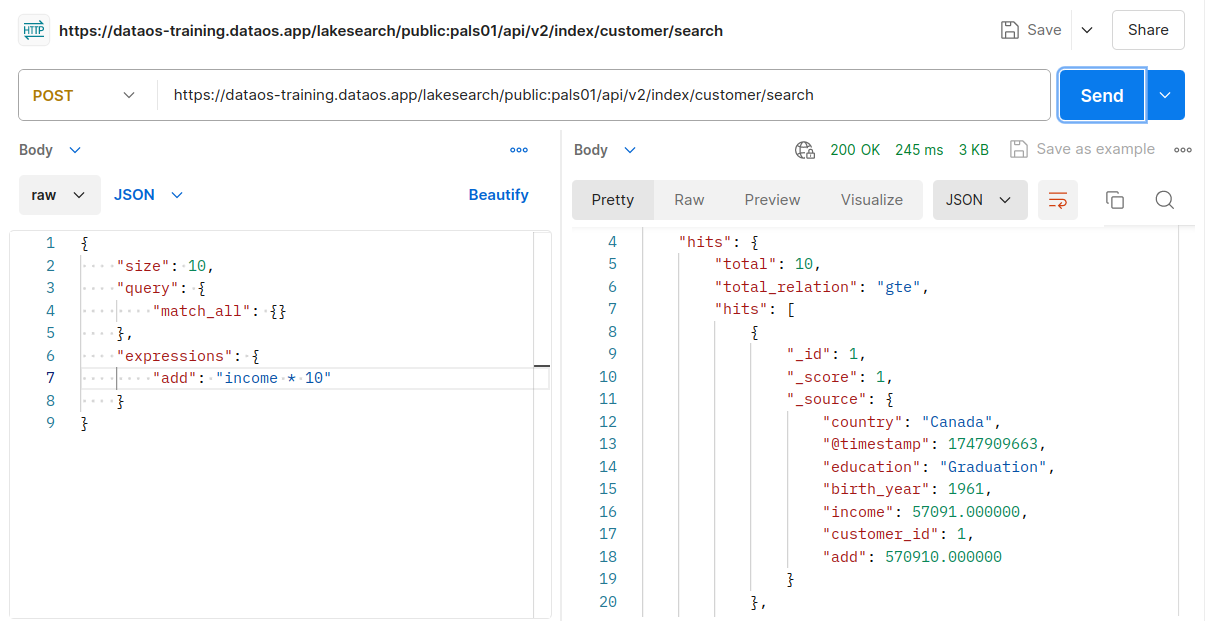 HTTP https://dataos-training.dataos.app/lakesearch/public:pals01/api/v2/index/customer/search Save Share
POST https://dataos-training.dataos.app/lakesearch/public:pals01/api/v2/index/customer/search Send
Body
raw JSON Beautify
1 {
2 "size": 10,
3 "query": {
4 "match_all": {}
5 },
6 "expressions": {
7 "add": "income * 10"
8 }
9 }
Body 200 OK 245 ms 3 KB Save as example
Pretty Raw Preview Visualize JSON
4 "hits": {
5 "total": 10,
6 "total_relation": "gte",
7 "hits": [
8 {
9 "_id": 1,
10 "_score": 1,
11 "_source": {
12 "country": "Canada",
13 "@timestamp": 1747909663,
14 "education": "Graduation",
15 "birth_year": 1961,
16 "income": 57091.000000,
17 "customer_id": 1,
18 "add": 570910.000000
19 }
20 },